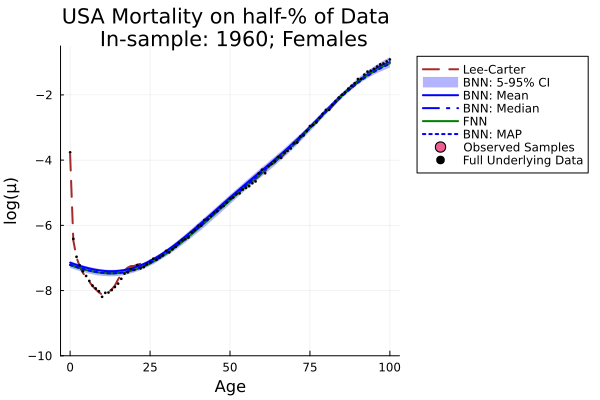 USA Mortality on half-% of Data
In-sample: 1960; Females
Lee-Carter
BNN: 5-95% CI
BNN: Mean
BNN: Median
FNN
BNN: MAP
Observed Samples
Full Underlying Data
log(μ)
−2
−4
−6
−8
−10
0
25
50
75
100
Age